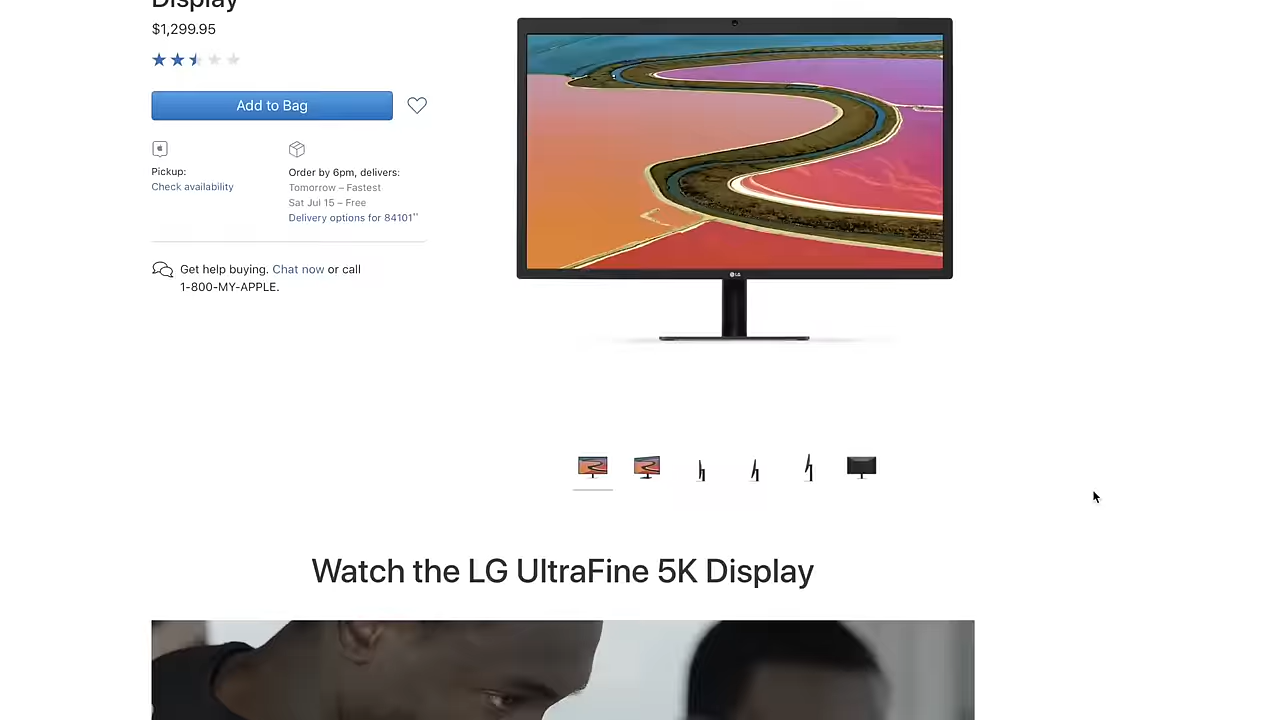 Display
$1,299.95
Add to Bag
Pickup:
Check availability
Order by 6pm, delivers:
Tomorrow – Fastest
Sat Jul 15 – Free
Delivery options for 84101**
Get help buying. Chat now or call
1-800-MY-APPLE.
LG
Watch the LG UltraFine 5K Display